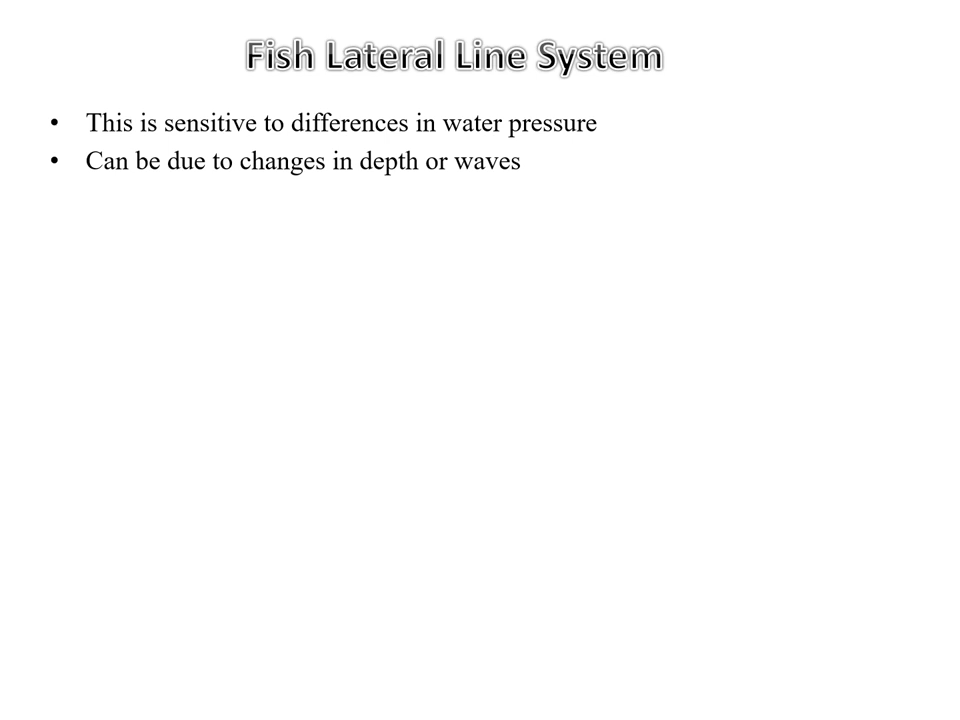 Fish Lateral Line System
• This is sensitive to differences in water pressure
• Can be due to changes in depth or waves